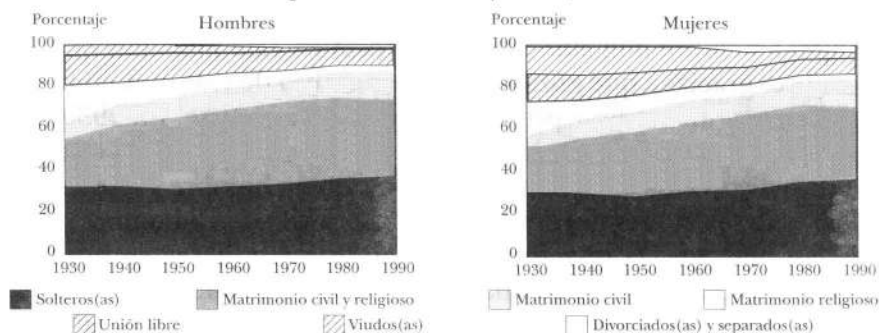 Porcentaje Hombres
100
80
60
40
20
0
1930 1940 1950 1960 1970 1980 1990
Porcentaje Mujeres
100
80
60
40
20
0
1930 1940 1950 1960 1970 1980 1990
Solteros(as) Matrimonio civil y religioso Matrimonio civil Matrimonio religioso
Unión libre Viudos(as) Divorciados(as) y separados(as)